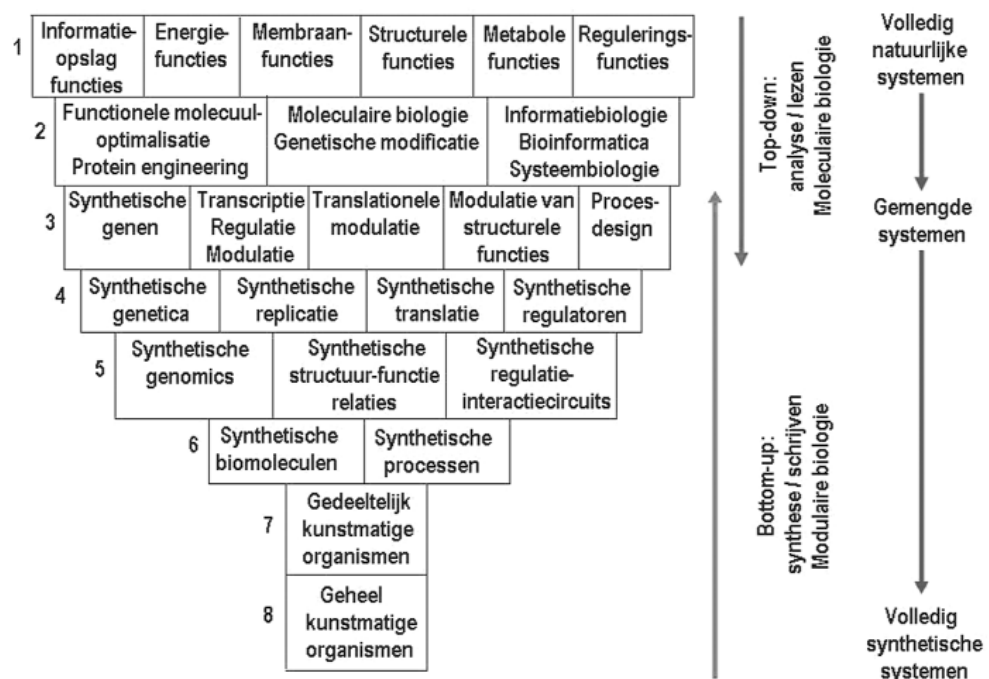 1
Informatie-
opslag
functies
Energie-
functies
Membraan-
functies
Structurele
functies
Metabole
functies
Regulerings-
functies
2
Functionele molecuul-
optimalisatie
Protein engineering
Moleculaire biologie
Genetische modificatie
Informatiebiologie
Bioinformatica
Systeembiologie
3
Synthetische
genen
Transcriptie
Regulatie
Modulatie
Translationele
modulatie
Modulatie van
structurele
functies
Proces-
design
4
Synthetische
genetica
Synthetische
replicatie
Synthetische
translatie
Synthetische
regulatoren
5
Synthetische
genomics
Synthetische
structuur-functie
relaties
Synthetische
regulatie-
interactiecircuits
6
Synthetische
biomoleculen
Synthetische
processen
7
Gedeeltelijk
kunstmatige
organismen
8
Geheel
kunstmatige
organismen
Top-down:
analyse / lezen
Moleculaire biologie
Bottom-up:
synthese / schrijven
Modulaire biologie
Volledig
natuurlijke
systemen
Gemengde
systemen
Volledig
synthetische
systemen